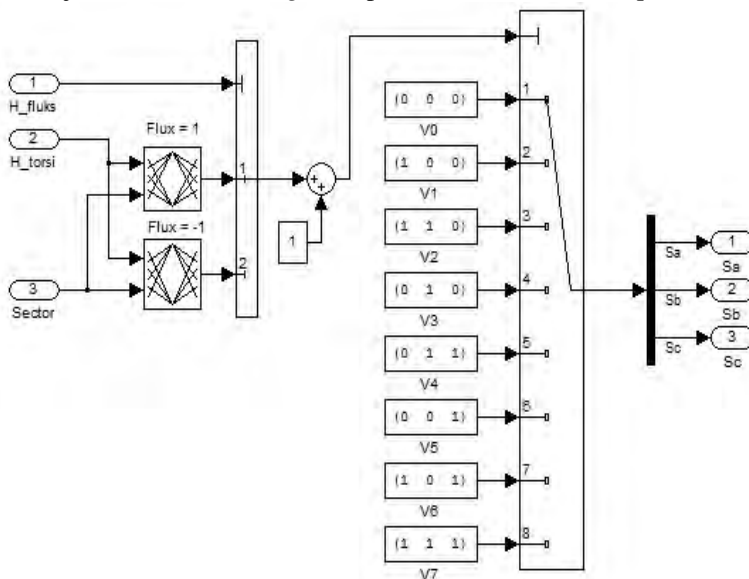 1
H_fluks
2
H_torsi
3
Sector
Flux = 1
Flux = -1
1
2
1
+
+
(0 0 0)
V0
(1 0 0)
V1
(1 1 0)
V2
(0 1 0)
V3
(0 1 1)
V4
(0 0 1)
V5
(1 0 1)
V6
(1 1 1)
V7
1
2
3
4
5
6
7
8
Sa
Sb
Sc
1
Sa
2
Sb
3
Sc